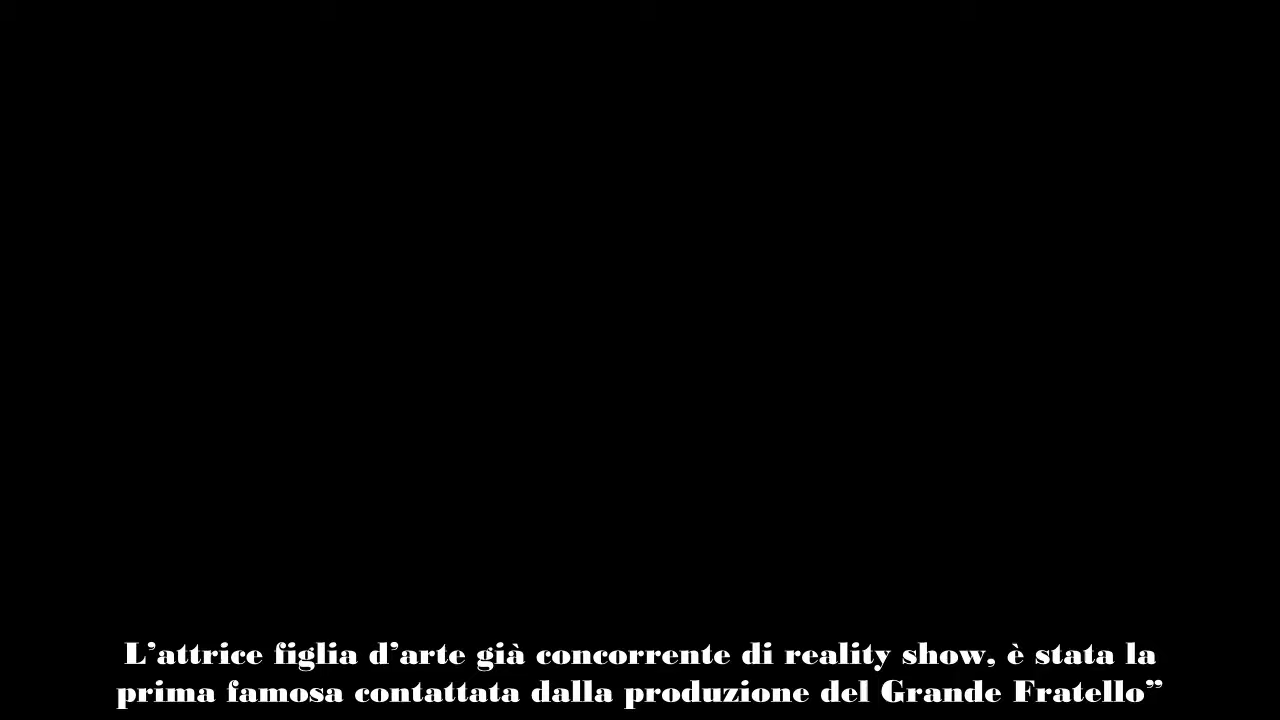 L’attrice figlia d’arte già concorrente di reality show, è stata la
prima famosa contattata dalla produzione del Grande Fratello”